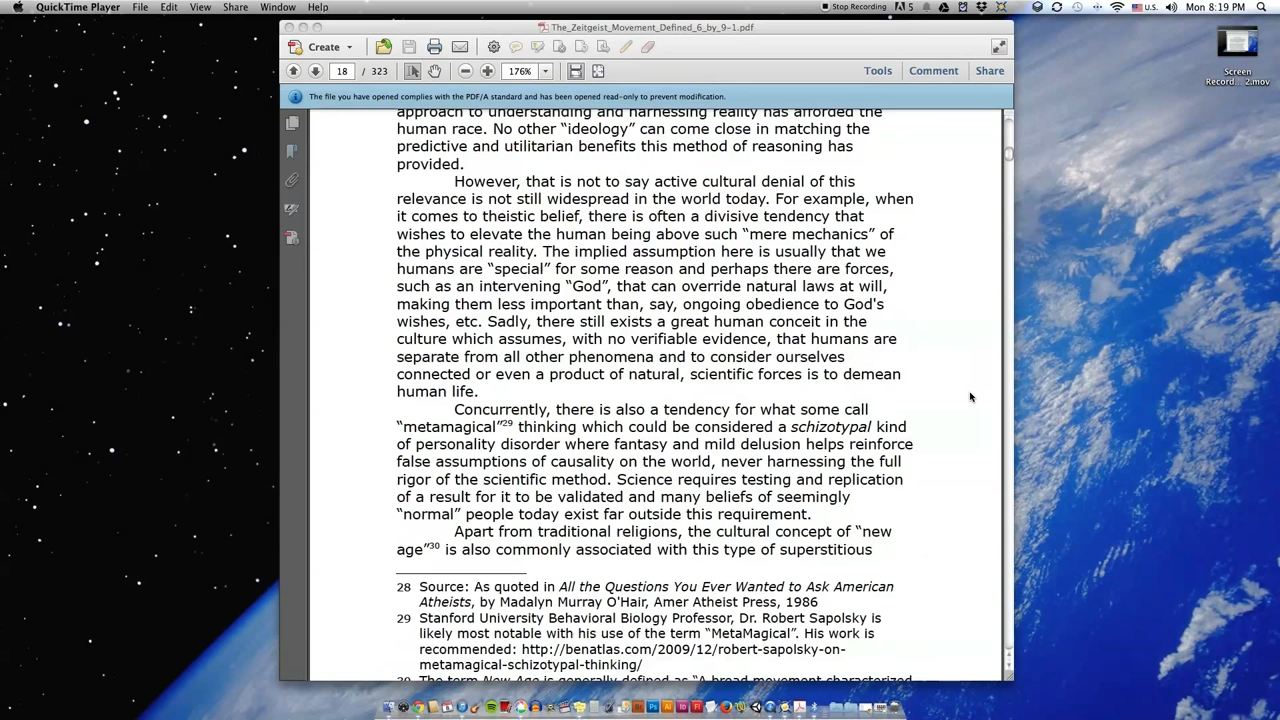 QuickTime Player File Edit View Share Window Help Stop Recording 5 U.S. Mon 8:19 PM
The_Zeitgeist_Movement_Defined_6_by_9-1.pdf
Create
18 / 323 176% Tools Comment Share
The file you have opened complies with the PDF/A standard and has been opened read-only to prevent modification.
Screen
Record... 2.mov
approach to understanding and harnessing reality has afforded the
human race. No other “ideology” can come close in matching the
predictive and utilitarian benefits this method of reasoning has
provided.
However, that is not to say active cultural denial of this
relevance is not still widespread in the world today. For example, when
it comes to theistic belief, there is often a divisive tendency that
wishes to elevate the human being above such “mere mechanics” of
the physical reality. The implied assumption here is usually that we
humans are “special” for some reason and perhaps there are forces,
such as an intervening “God”, that can override natural laws at will,
making them less important than, say, ongoing obedience to God's
wishes, etc. Sadly, there still exists a great human conceit in the
culture which assumes, with no verifiable evidence, that humans are
separate from all other phenomena and to consider ourselves
connected or even a product of natural, scientific forces is to demean
human life.
Concurrently, there is also a tendency for what some call
“metamagical”29 thinking which could be considered a schizotypal kind
of personality disorder where fantasy and mild delusion helps reinforce
false assumptions of causality on the world, never harnessing the full
rigor of the scientific method. Science requires testing and replication
of a result for it to be validated and many beliefs of seemingly
“normal” people today exist far outside this requirement.
Apart from traditional religions, the cultural concept of “new
age”30 is also commonly associated with this type of superstitious
28 Source: As quoted in All the Questions You Ever Wanted to Ask American
Atheists, by Madalyn Murray O'Hair, Amer Atheist Press, 1986
29 Stanford University Behavioral Biology Professor, Dr. Robert Sapolsky is
likely most notable with his use of the term “MetaMagical”. His work is
recommended: http://benatlas.com/2009/12/robert-sapolsky-on-
metamagical-schizotypal-thinking/
30 The term New Age is generally defined as “A broad movement characterized